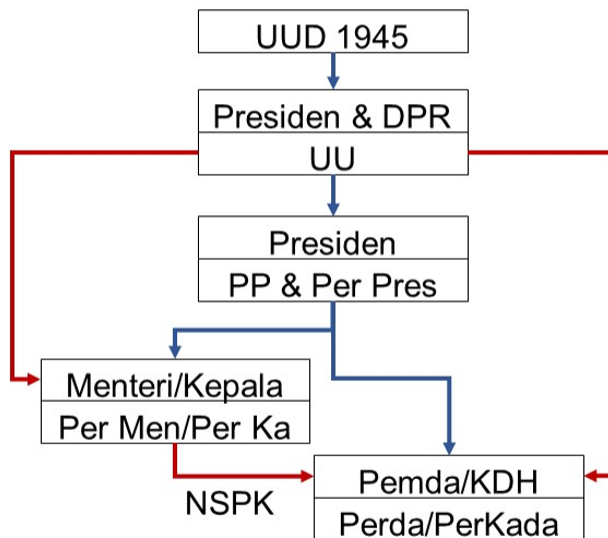 UUD 1945
Presiden & DPR
UU
Presiden
PP & Per Pres
Menteri/Kepala
Per Men/Per Ka
NSPK
Pemda/KDH
Perda/PerKada